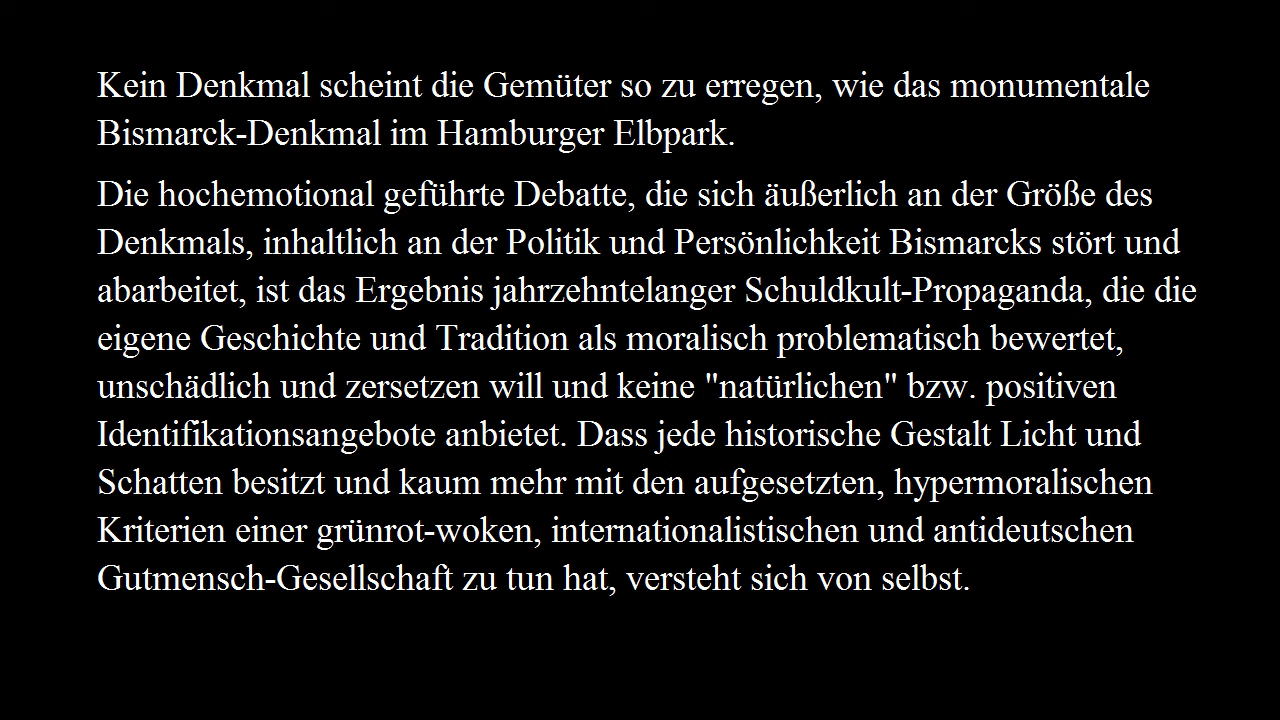 Kein Denkmal scheint die Gemüter so zu erregen, wie das monumentale
Bismarck-Denkmal im Hamburger Elbpark.
Die hochemotional geführte Debatte, die sich äußerlich an der Größe des
Denkmals, inhaltlich an der Politik und Persönlichkeit Bismarcks stört und
abarbeitet, ist das Ergebnis jahrzehntelanger Schuldkult-Propaganda, die die
eigene Geschichte und Tradition als moralisch problematisch bewertet,
unschädlich und zersetzen will und keine "natürlichen" bzw. positiven
Identifikationsangebote anbietet. Dass jede historische Gestalt Licht und
Schatten besitzt und kaum mehr mit den aufgesetzten, hypermoralischen
Kriterien einer grünrot-woken, internationalistischen und antideutschen
Gutmensch-Gesellschaft zu tun hat, versteht sich von selbst.